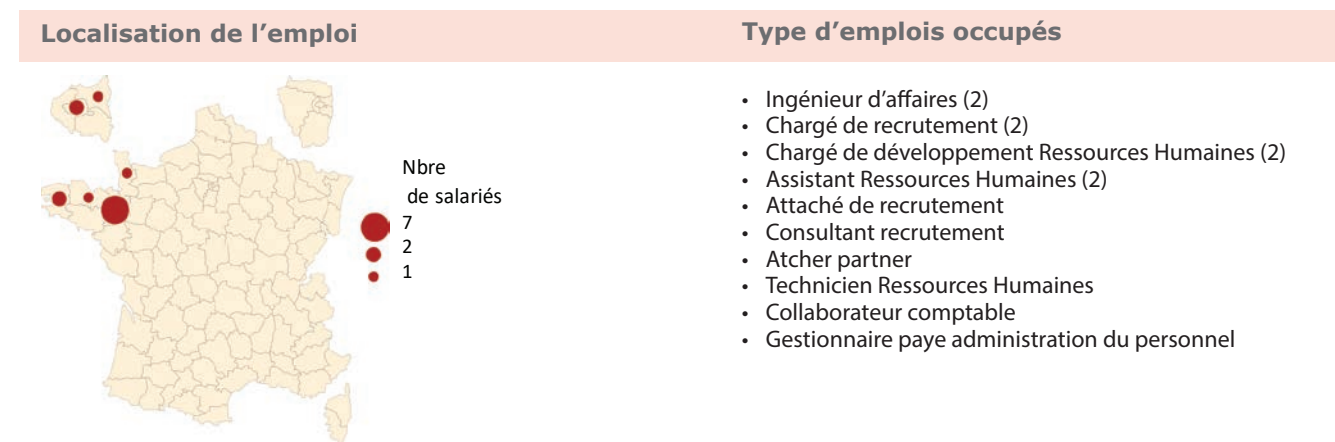 Localisation de l’emploi
Nbre
de salariés
7
2
1
Type d’emplois occupés
• Ingénieur d’affaires (2)
• Chargé de recrutement (2)
• Chargé de développement Ressources Humaines (2)
• Assistant Ressources Humaines (2)
• Attaché de recrutement
• Consultant recrutement
• Atcher partner
• Technicien Ressources Humaines
• Collaborateur comptable
• Gestionnaire paye administration du personnel